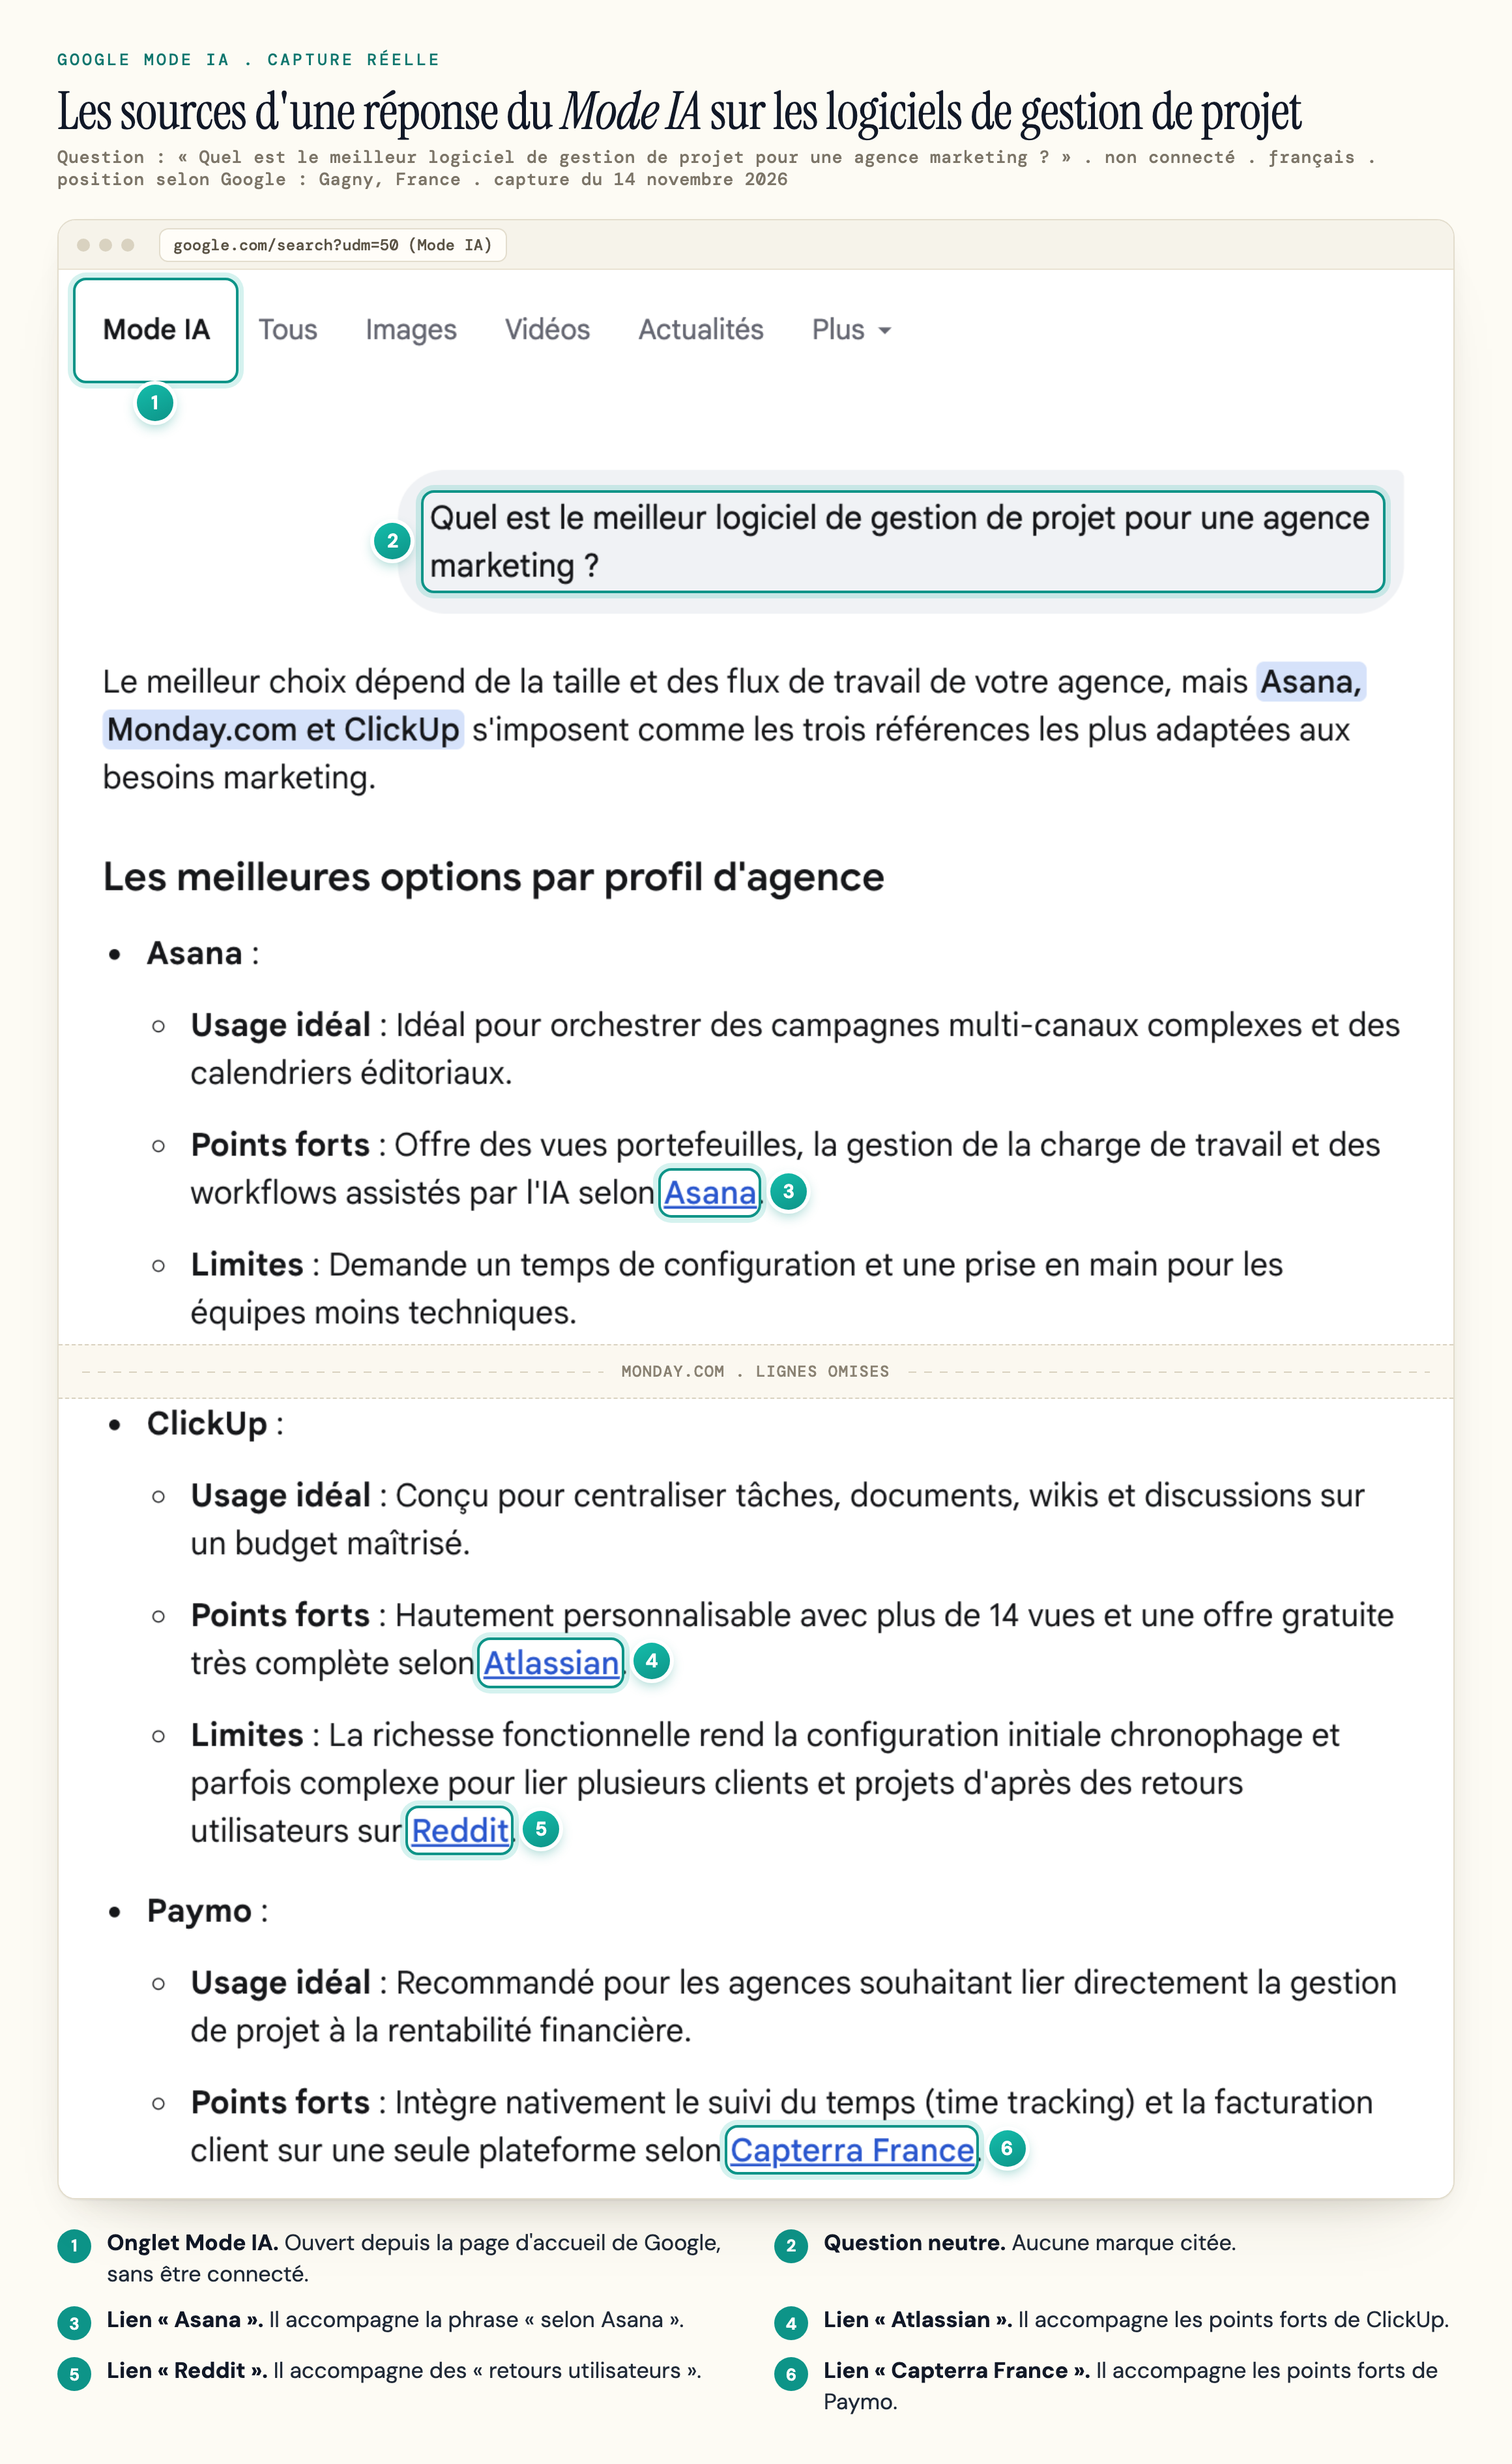 GOOGLE MODE IA . CAPTURE RÉELLE
Les sources d'une réponse du Mode IA sur les logiciels de gestion de projet
Question : « Quel est le meilleur logiciel de gestion de projet pour une agence marketing ? » . non connecté . français .
position selon Google : Gagny, France . capture du 14 novembre 2026
google.com/search?udm=50 (Mode IA)
Mode IA Tous Images Vidéos Actualités Plus
1
Quel est le meilleur logiciel de gestion de projet pour une agence
2
marketing ?
Le meilleur choix dépend de la taille et des flux de travail de votre agence, mais Asana,
Monday.com et ClickUp s'imposent comme les trois références les plus adaptées aux
besoins marketing.
Les meilleures options par profil d'agence
• Asana :
○ Usage idéal : Idéal pour orchestrer des campagnes multi-canaux complexes et des
calendriers éditoriaux.
○ Points forts : Offre des vues portefeuilles, la gestion de la charge de travail et des
workflows assistés par l'IA selon Asana. 3
○ Limites : Demande un temps de configuration et une prise en main pour les
équipes moins techniques.
MONDAY.COM . LIGNES OMISES
• ClickUp :
○ Usage idéal : Conçu pour centraliser tâches, documents, wikis et discussions sur
un budget maîtrisé.
○ Points forts : Hautement personnalisable avec plus de 14 vues et une offre gratuite
très complète selon Atlassian. 4
○ Limites : La richesse fonctionnelle rend la configuration initiale chronophage et
parfois complexe pour lier plusieurs clients et projets d'après des retours
utilisateurs sur Reddit. 5
• Paymo :
○ Usage idéal : Recommandé pour les agences souhaitant lier directement la gestion
de projet à la rentabilité financière.
○ Points forts : Intègre nativement le suivi du temps (time tracking) et la facturation
client sur une seule plateforme selon Capterra France. 6
1 Onglet Mode IA. Ouvert depuis la page d'accueil de Google,
sans être connecté.
2 Question neutre. Aucune marque citée.
3 Lien « Asana ». Il accompagne la phrase « selon Asana ».
4 Lien « Atlassian ». Il accompagne les points forts de ClickUp.
5 Lien « Reddit ». Il accompagne des « retours utilisateurs ».
6 Lien « Capterra France ». Il accompagne les points forts de
Paymo.